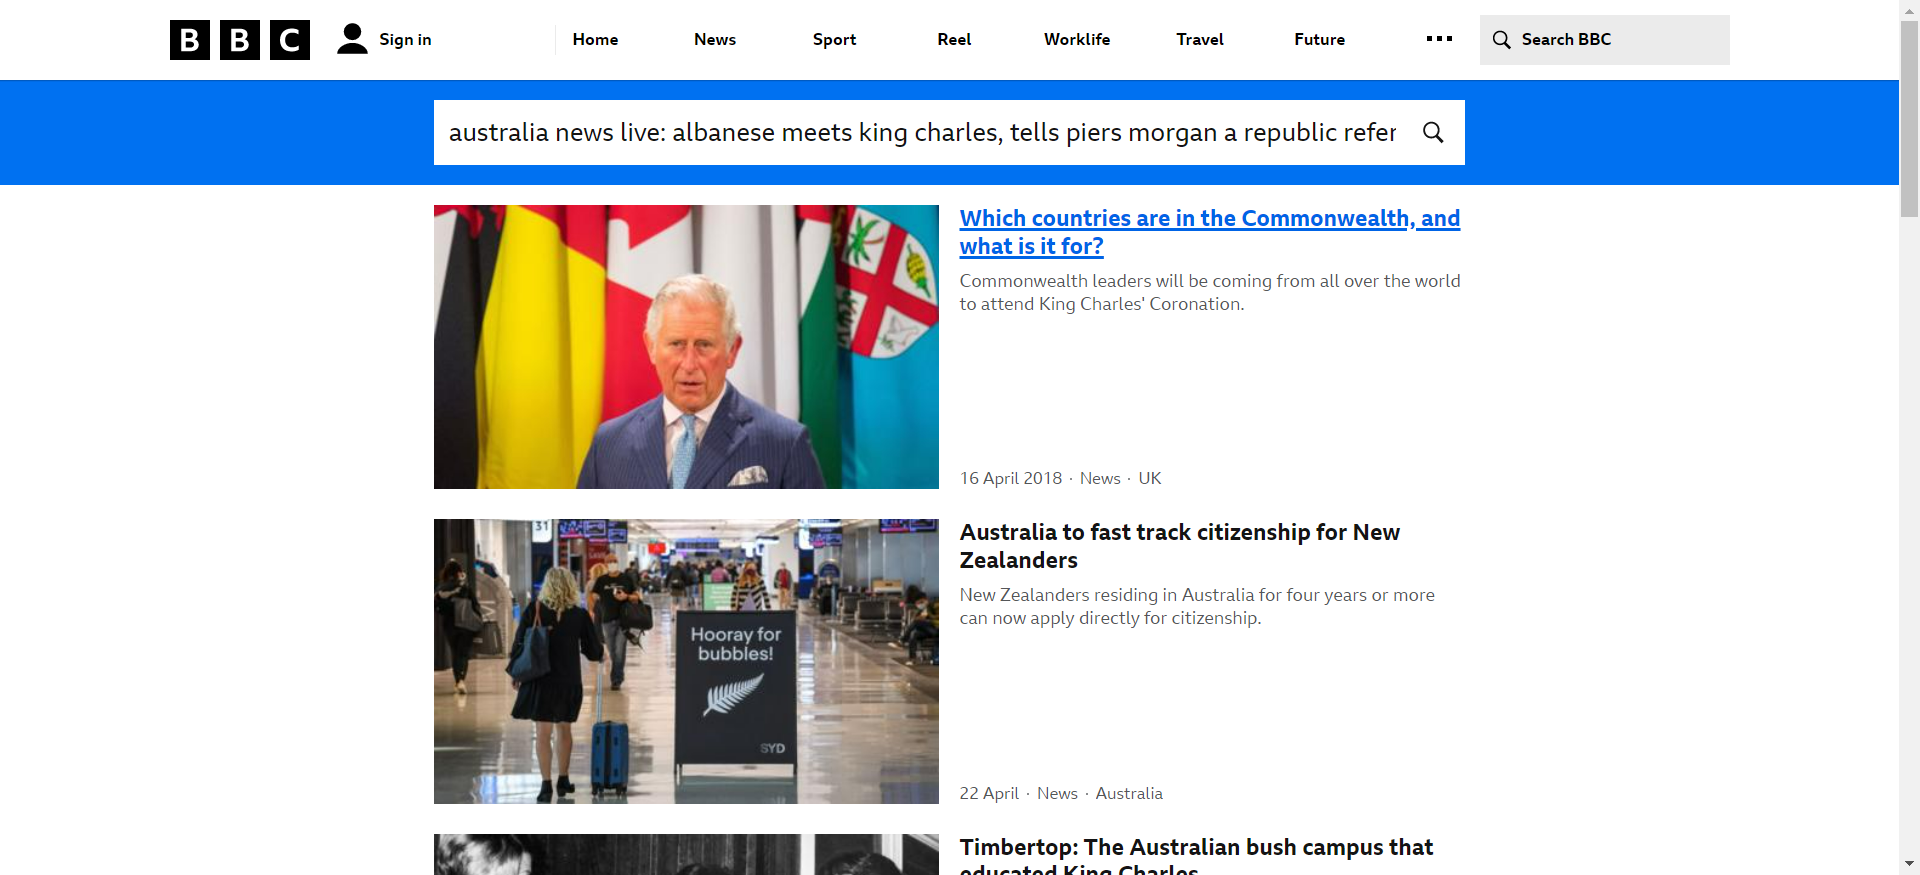 BBC Sign in Home News Sport Reel Worklife Travel Future Search BBC
australia news live: albanese meets king charles, tells piers morgan a republic refer
Which countries are in the Commonwealth, and
what is it for?
Commonwealth leaders will be coming from all over the world
to attend King Charles' Coronation.
16 April 2018 · News · UK
31
Australia to fast track citizenship for New
Zealanders
New Zealanders residing in Australia for four years or more
can now apply directly for citizenship.
Hooray for
bubbles!
SYD
22 April · News · Australia
Timbertop: The Australian bush campus that
educated King Charles